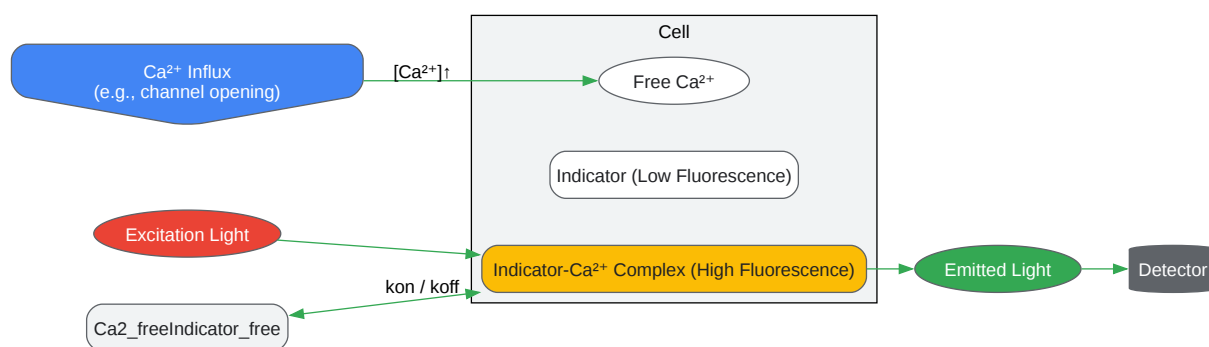 Cell
Ca²⁺ Influx
(e.g., channel opening)
[Ca²⁺]↑
Free Ca²⁺
Indicator (Low Fluorescence)
Excitation Light
Indicator-Ca²⁺ Complex (High Fluorescence)
Emitted Light
Detector
kon / koff
Ca2_freeIndicator_free